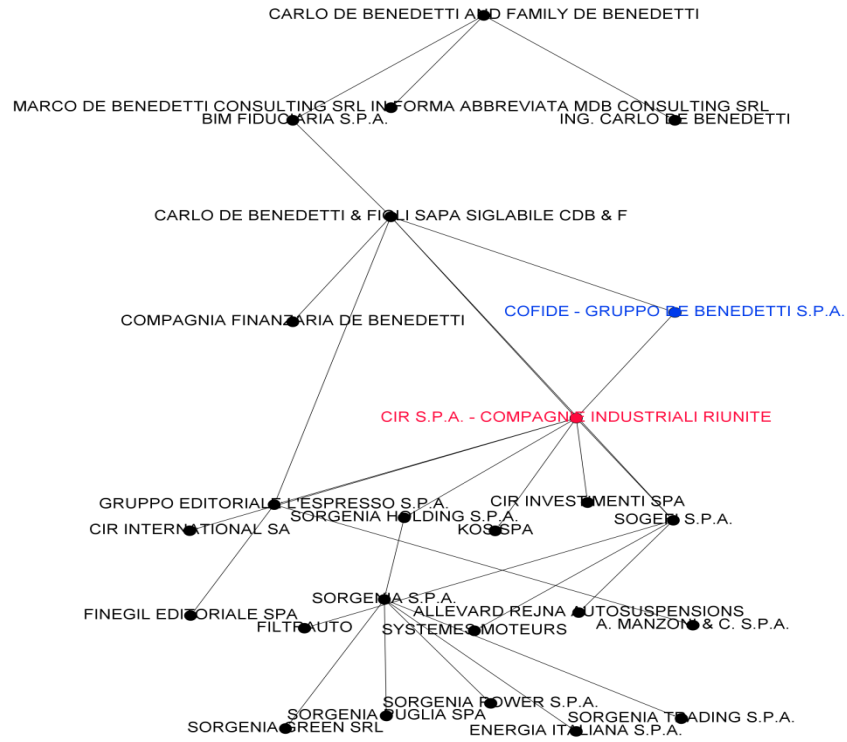 CARLO DE BENEDETTI AND FAMILY DE BENEDETTI
MARCO DE BENEDETTI CONSULTING SRL IN FORMA ABBREVIATA MDB CONSULTING SRL
BIM FIDUCIARIA S.P.A.
ING. CARLO DE BENEDETTI
CARLO DE BENEDETTI & FIGLI SAPA SIGLABILE CDB & F
COFIDE - GRUPPO DE BENEDETTI S.P.A.
COMPAGNIA FINANZARIA DE BENEDETTI
CIR S.P.A. - COMPAGNIE INDUSTRIALI RIUNITE
CIR INVESTIMENTI SPA
GRUPPO EDITORIALE L'ESPRESSO S.P.A.
SORGENIA HOLDING S.P.A.
SOGEFI S.P.A.
CIR INTERNATIONAL SA
KOS SPA
SORGENIA S.P.A.
ALLEVARD REJNA AUTOSUSPENSIONS
FINEGIL EDITORIALE SPA
A. MANZONI & C. S.P.A.
FILTRAUTO
SYSTEMES MOTEURS
SORGENIA POWER S.P.A.
SORGENIA PUGLIA SPA
SORGENIA TRADING S.P.A.
SORGENIA GREEN SRL
ENERGIA ITALIANA S.P.A.